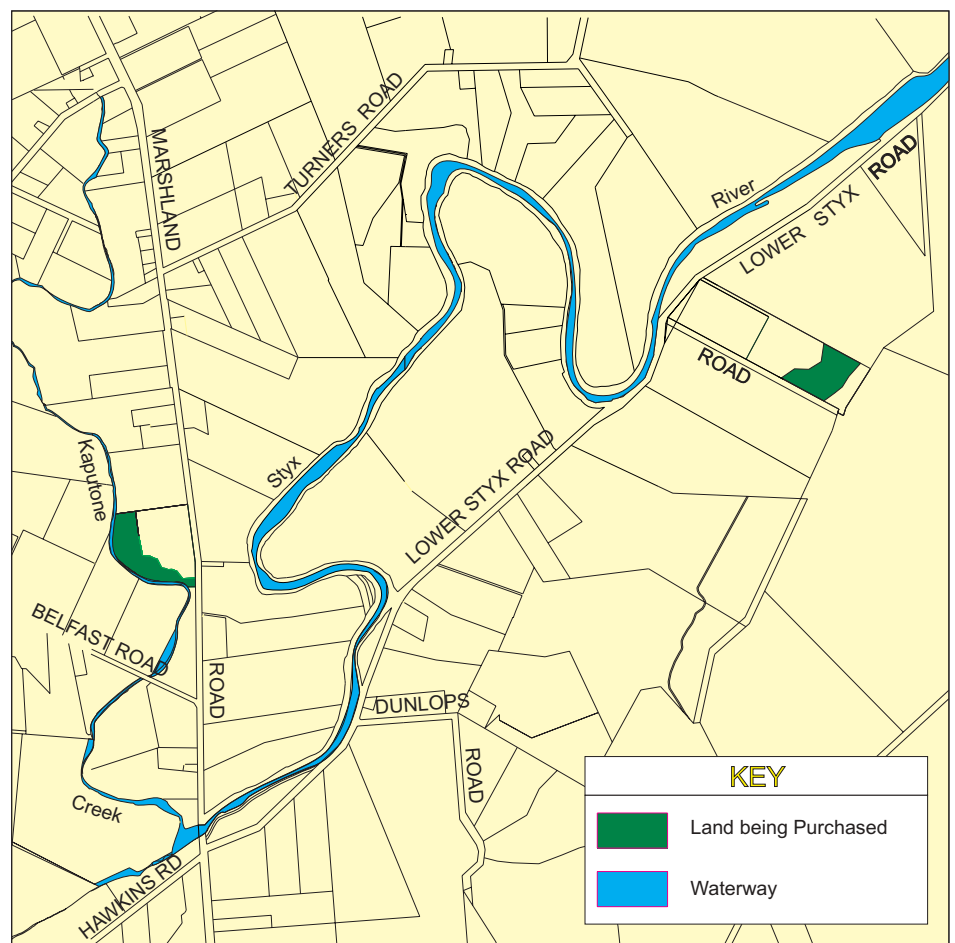 MARSHLAND
TURNERS ROAD
River
LOWER STYX ROAD
ROAD
Kaputone
Styx
LOWER STYX ROAD
BELFAST ROAD
ROAD
DUNLOPS
ROAD
Creek
HAWKINS RD
KEY
Land being Purchased
Waterway